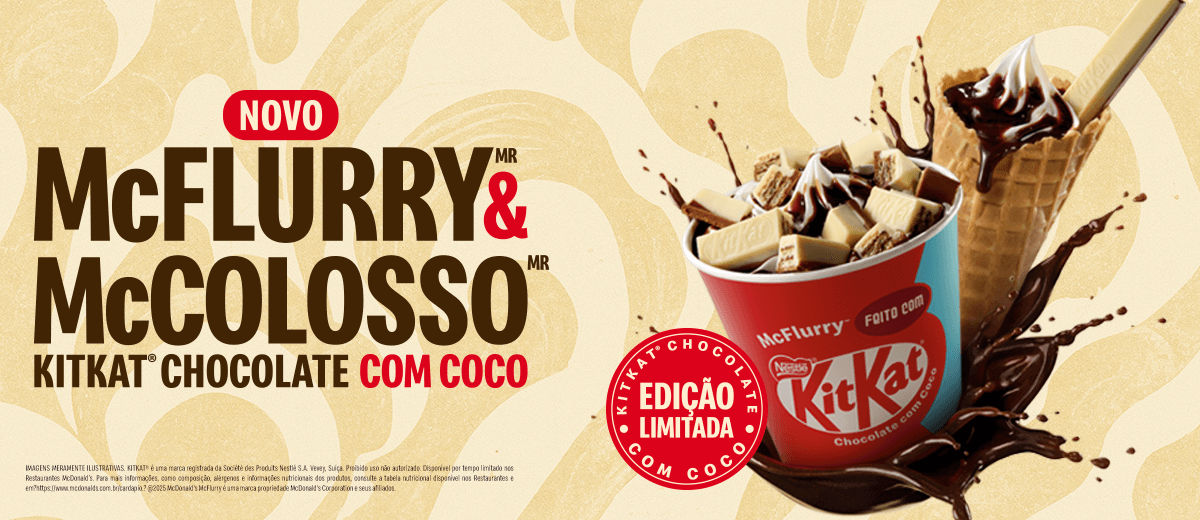 NOVO
McFLURRY MR &
McCOLOSSO MR
KITKAT® CHOCOLATE COM COCO
IMAGENS MERAMENTE ILUSTRATIVAS. KITKAT® é uma marca registrada da Société des Produits Nestlé S.A. Vevey, Suíça. Proibido uso não autorizado. Disponível por tempo limitado nos
Restaurantes McDonald's. Para mais informações, como composição, alérgenos e informações nutricionais dos produtos, consulte a tabela nutricional disponível nos Restaurantes e
em?https://www.mcdonalds.com.br/cardapio.? @2025 McDonald's McFlurry é uma marca propriedade McDonald's Corporation e seus afiliados.
KITKAT® CHOCOLATE
EDIÇÃO
LIMITADA
COM COCO
McFlurry™
FEITO COM
Nestlé
KitKat
Chocolate com Coco
KitKat